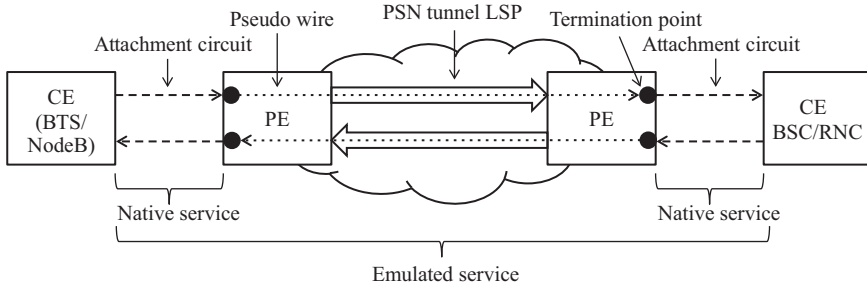 Pseudo wire
PSN tunnel LSP
Termination point
Attachment circuit
Attachment circuit
CE
(BTS/
NodeB)
PE
PE
CE
BSC/RNC
Native service
Native service
Emulated service